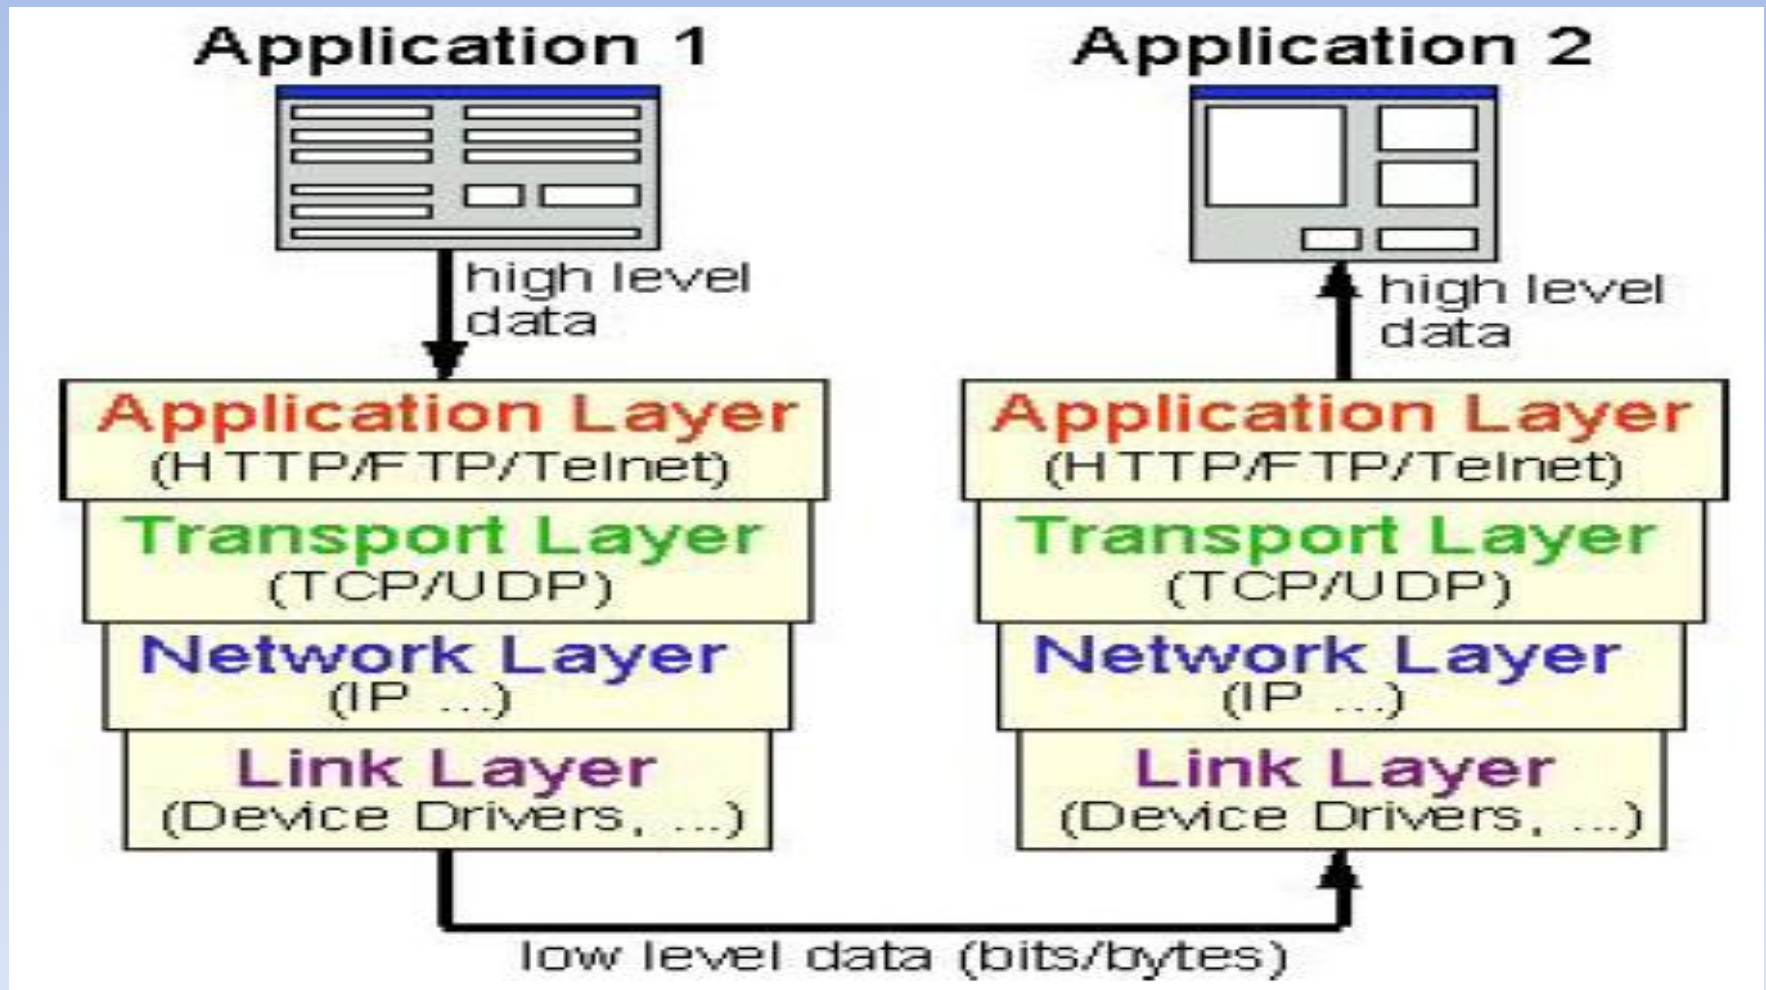 Application 1
high level
data
Application Layer
(HTTP/FTP/Telnet)
Transport Layer
(TCP/UDP)
Network Layer
(IP ...)
Link Layer
(Device Drivers, ...)
Application 2
high level
data
Application Layer
(HTTP/FTP/Telnet)
Transport Layer
(TCP/UDP)
Network Layer
(IP ...)
Link Layer
(Device Drivers, ...)
low level data (bits/bytes)